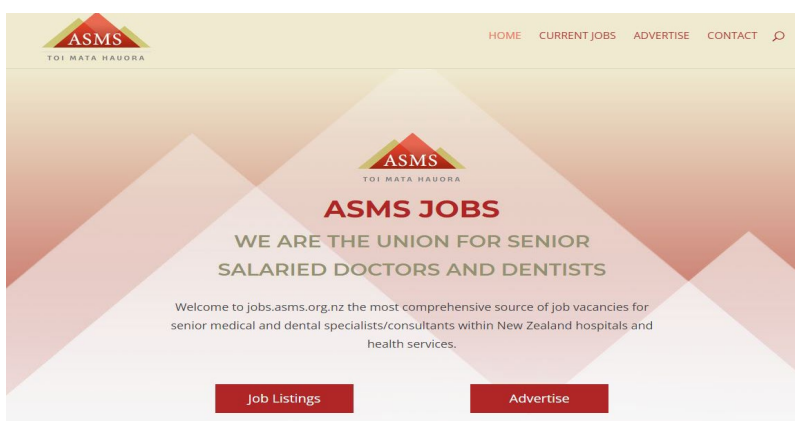 ASMS
TOI MATA HAUORA
HOME CURRENT JOBS ADVERTISE CONTACT
ASMS
TOI MATA HAUORA
ASMS JOBS
WE ARE THE UNION FOR SENIOR
SALARIED DOCTORS AND DENTISTS
Welcome to jobs.asms.org.nz the most comprehensive source of job vacancies for
senior medical and dental specialists/consultants within New Zealand hospitals and
health services.
Job Listings Advertise